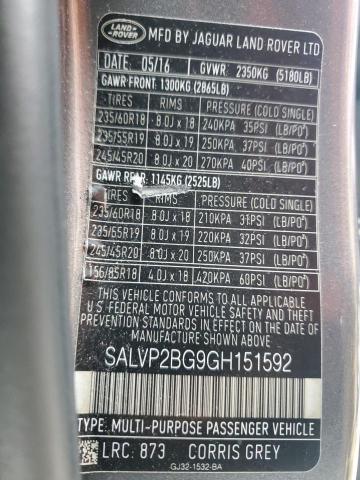 LAND ROVER
MFD BY JAGUAR LAND ROVER LTD
DATE: 05/16 GVWR: 2350KG (5180LB)
GAWR FRONT: 1300KG (2865LB)
TIRES RIMS PRESSURE (COLD SINGLE)
235/60R18 8.0J x 18 240KPA 35PSI (LB/PO²)
235/55R19 8.0J x 19 250KPA 37PSI (LB/PO²)
245/45R20 8.0J x 20 270KPA 40PSI (LB/PO²)
GAWR REAR: 1145KG (2525LB)
TIRES RIMS PRESSURE (COLD SINGLE)
235/60R18 8.0J x 18 210KPA 31PSI (LB/PO²)
235/55R19 8.0J x 19 220KPA 32PSI (LB/PO²)
245/45R20 8.0J x 20 250KPA 37PSI (LB/PO²)
155/85R18 4.0J x 18 420KPA 60PSI (LB/PO²)
THIS VEHICLE CONFORMS TO ALL APPLICABLE
U.S. FEDERAL MOTOR VEHICLE SAFETY
STANDARDS IN EFFECT ON THE DATE OF
MANUFACTURE SHOWN ABOVE
SALVP2BG9GH151592
TYPE: MULTI-PURPOSE PASSENGER VEHICLE
LRC: 873 CORRIS GREY
GJ32-1532-BA